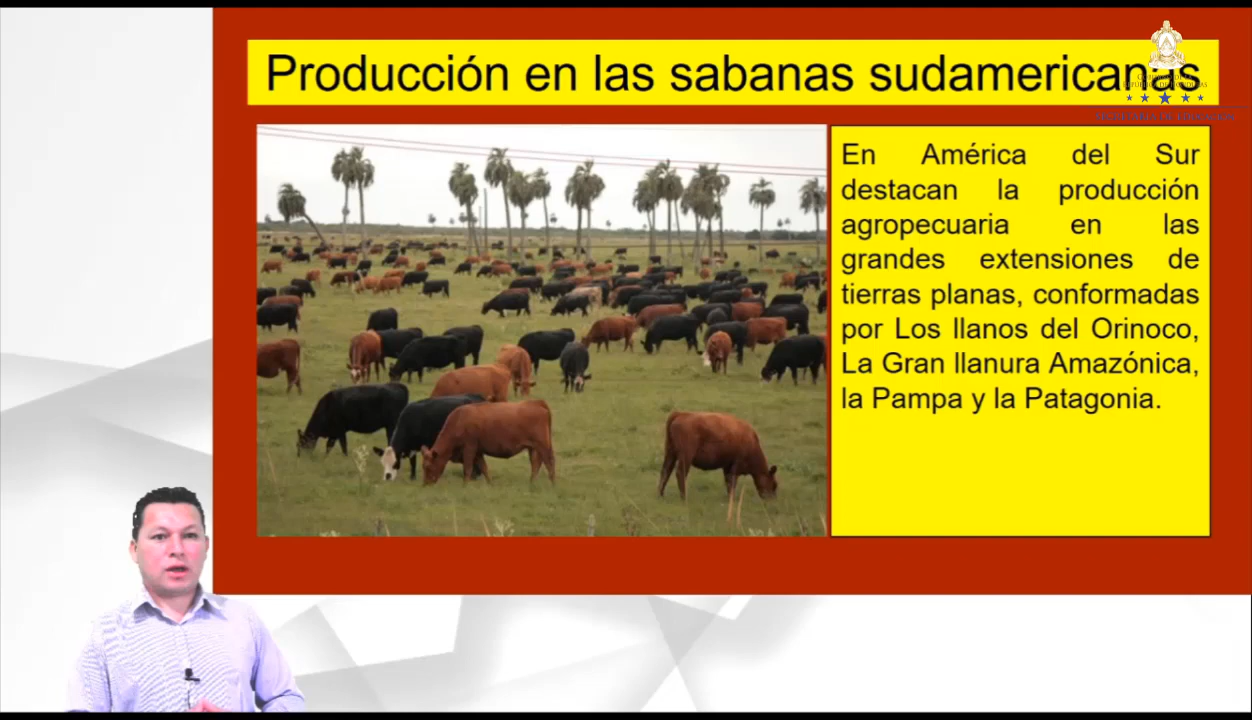 Producción en las sabanas sudamericanas
En América del Sur
destacan la producción
agropecuaria en las
grandes extensiones de
tierras planas, conformadas
por Los llanos del Orinoco,
La Gran llanura Amazónica,
la Pampa y la Patagonia.